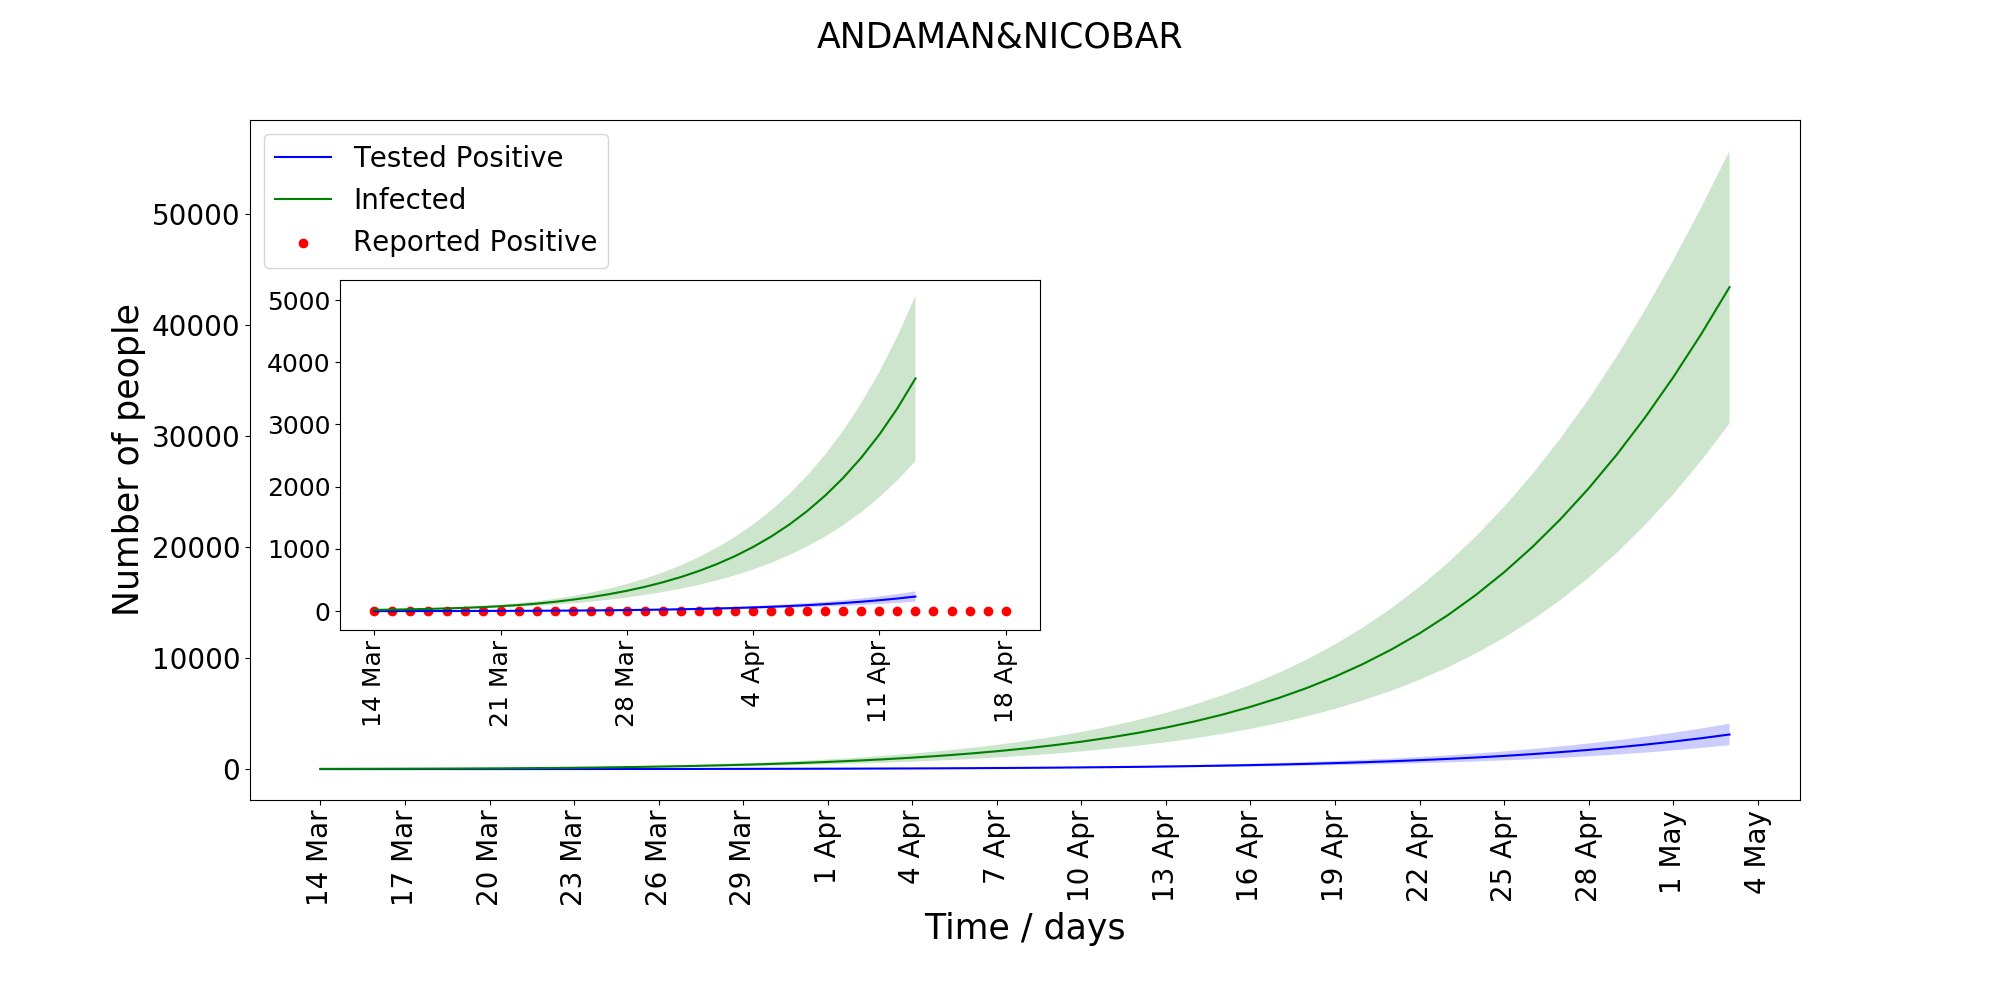 ANDAMAN&NICOBAR
Tested Positive
Infected
Reported Positive
Number of people
50000
40000
30000
20000
10000
0
5000
4000
3000
2000
1000
0
14 Mar
21 Mar
28 Mar
4 Apr
11 Apr
18 Apr
14 Mar
17 Mar
20 Mar
23 Mar
26 Mar
29 Mar
1 Apr
4 Apr
7 Apr
10 Apr
13 Apr
16 Apr
19 Apr
22 Apr
25 Apr
28 Apr
1 May
4 May
Time / days